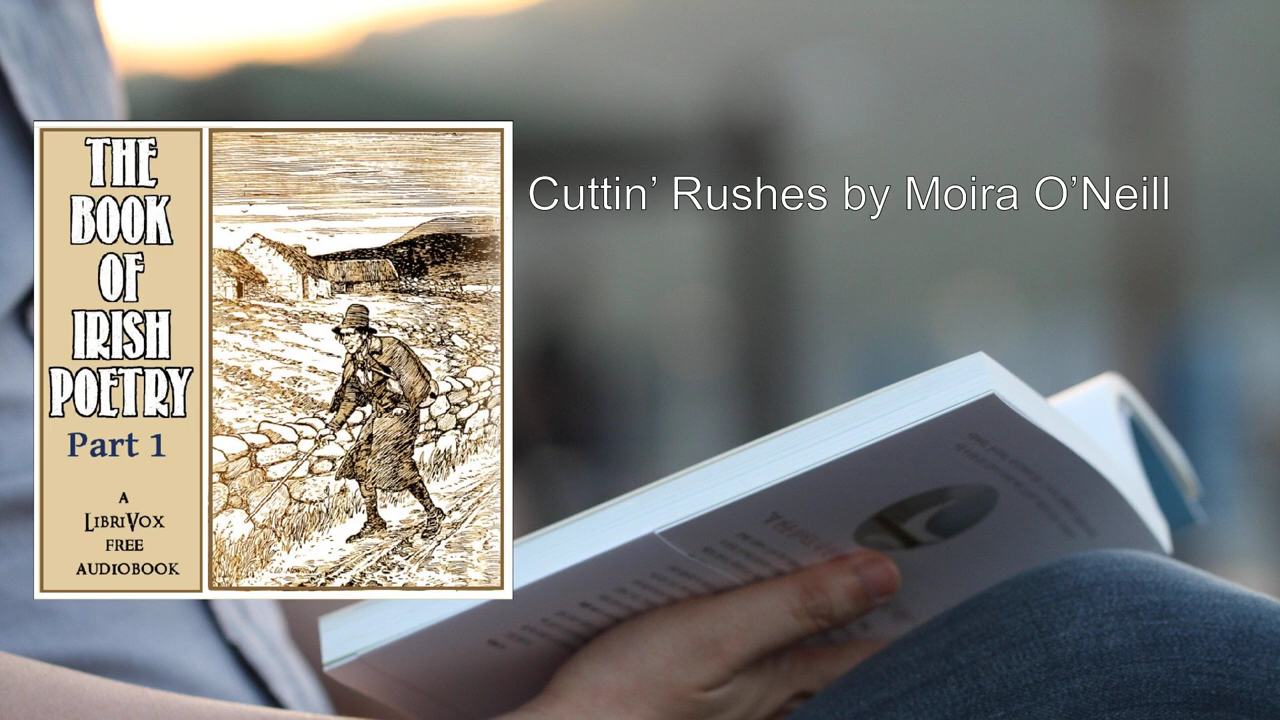 THE
BOOK
OF
IRISH
POETRY
Part 1
A
LIBRIVOX
FREE
AUDIOBOOK
Cuttin’ Rushes by Moira O’Neill